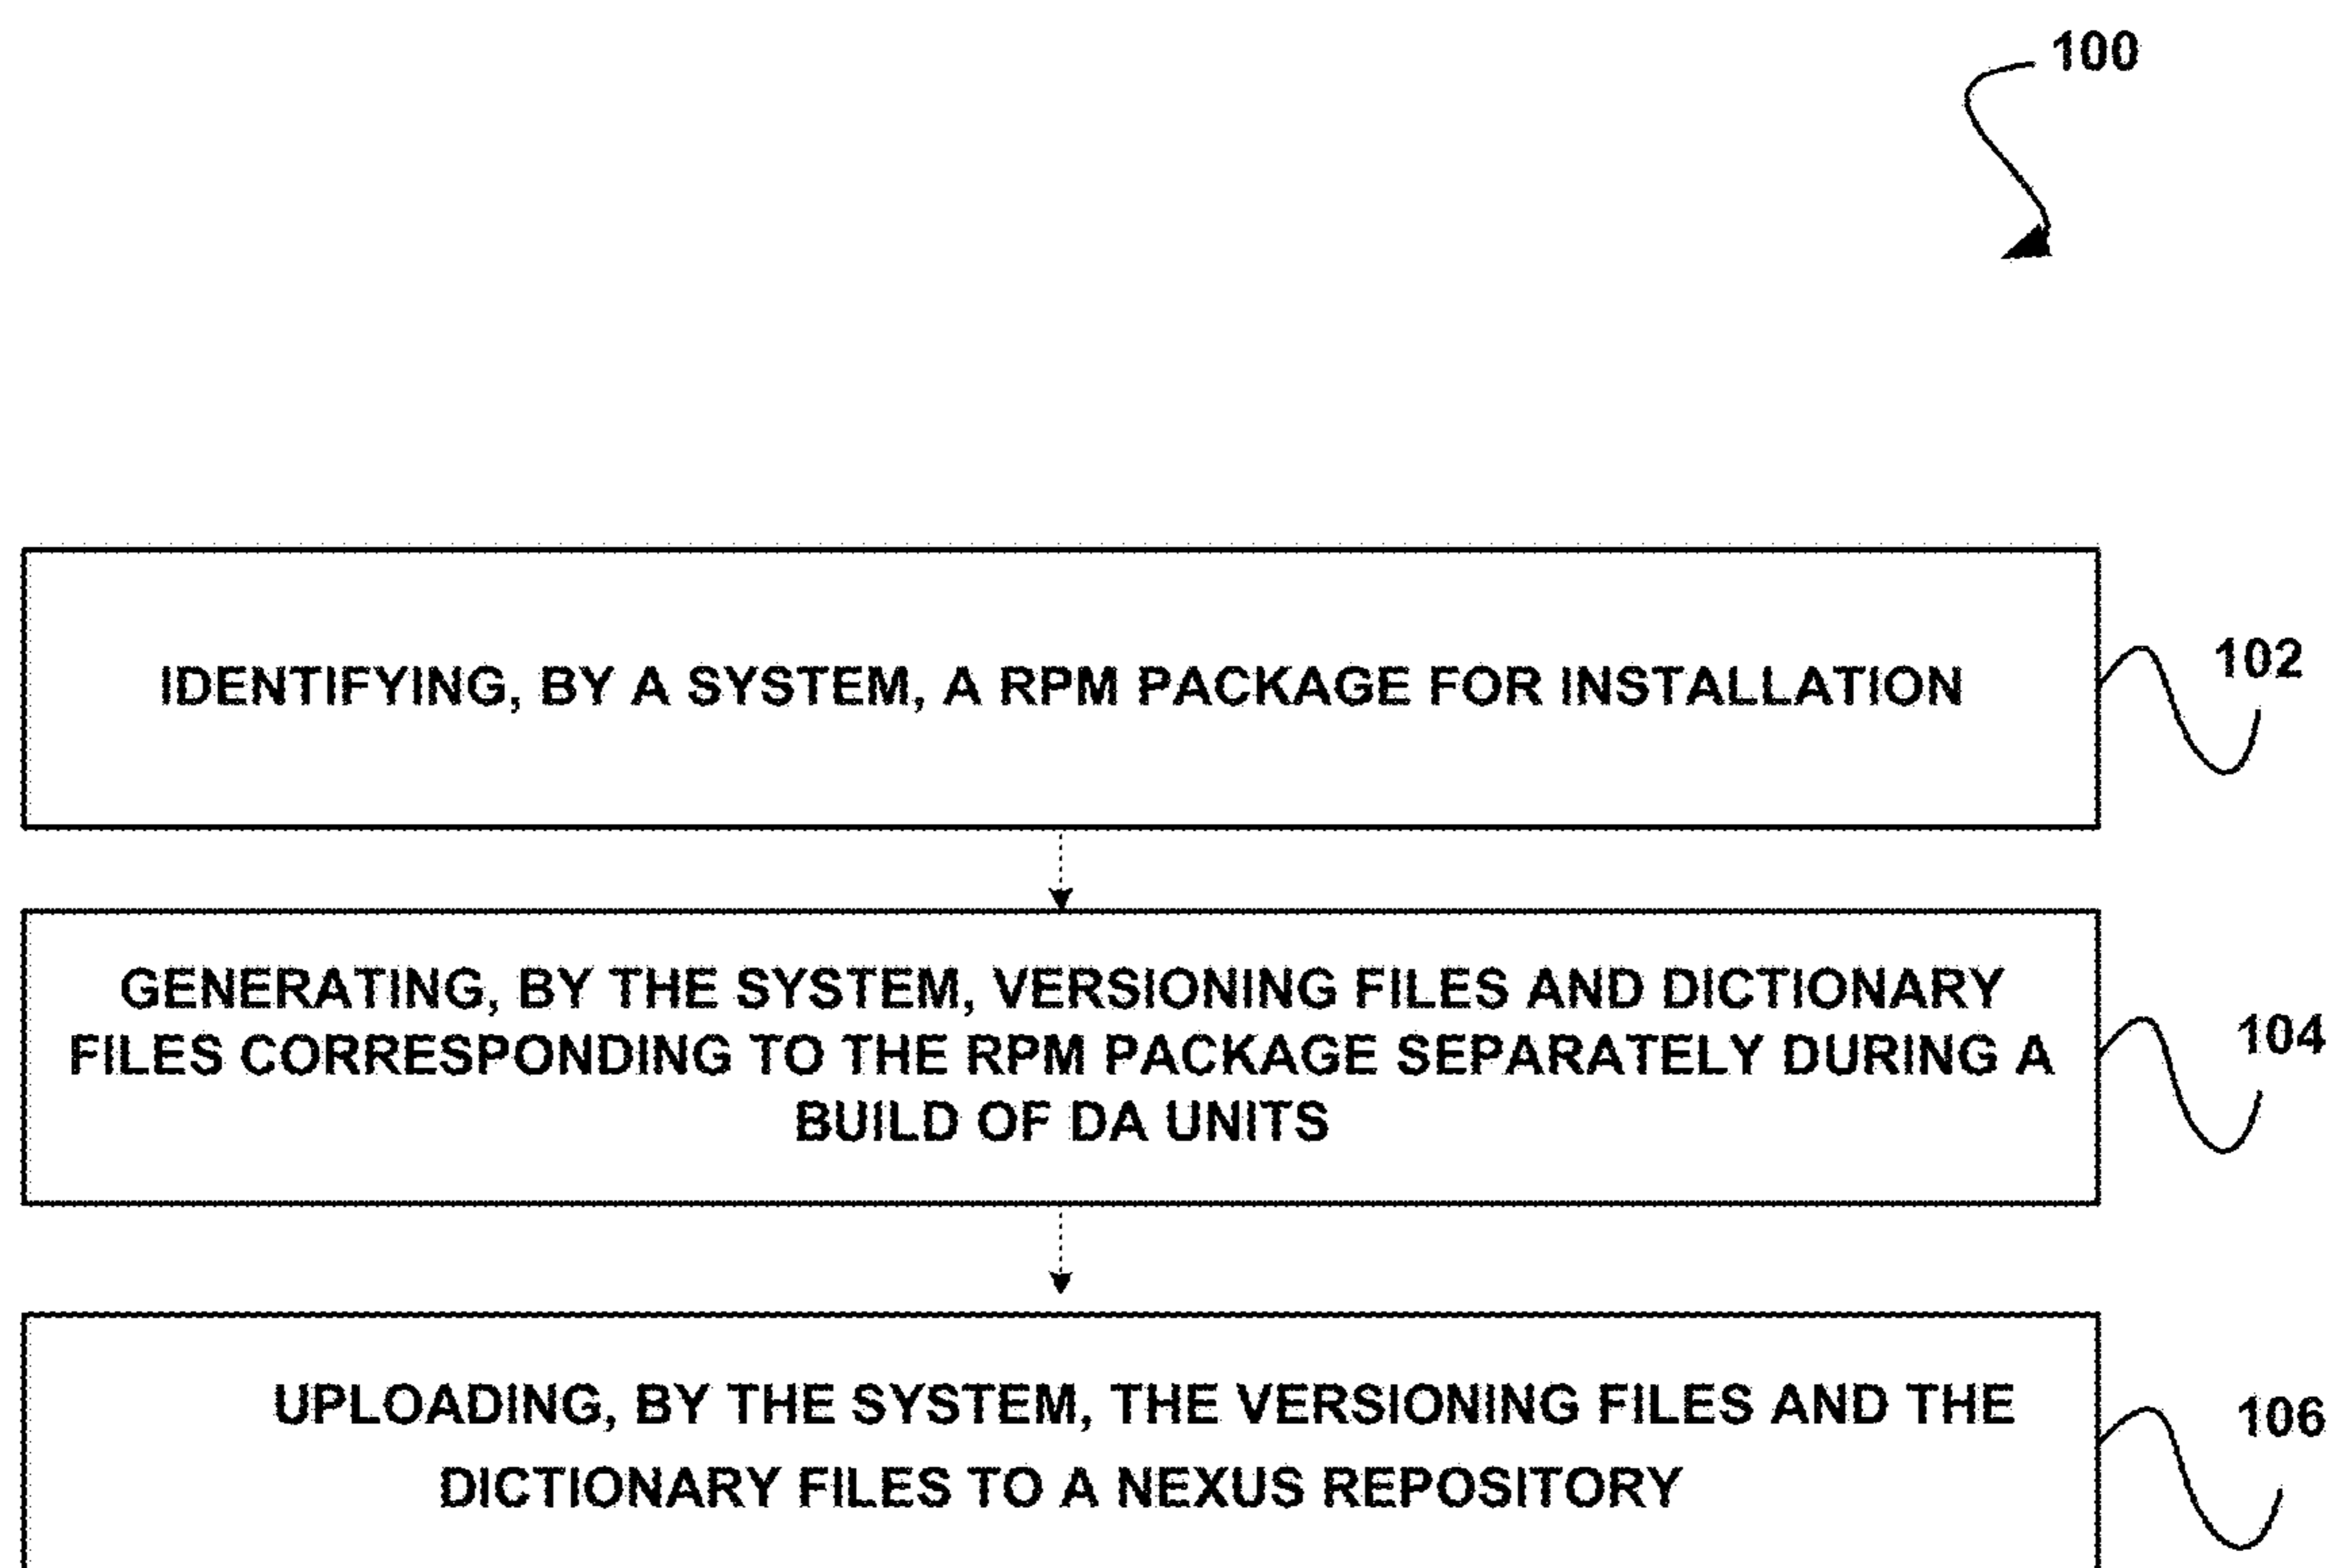 100
IDENTIFYING, BY A SYSTEM, A RPM PACKAGE FOR INSTALLATION
102
GENERATING, BY THE SYSTEM, VERSIONING FILES AND DICTIONARY
FILES CORRESPONDING TO THE RPM PACKAGE SEPARATELY DURING A
BUILD OF DA UNITS
104
UPLOADING, BY THE SYSTEM, THE VERSIONING FILES AND THE
DICTIONARY FILES TO A NEXUS REPOSITORY
106